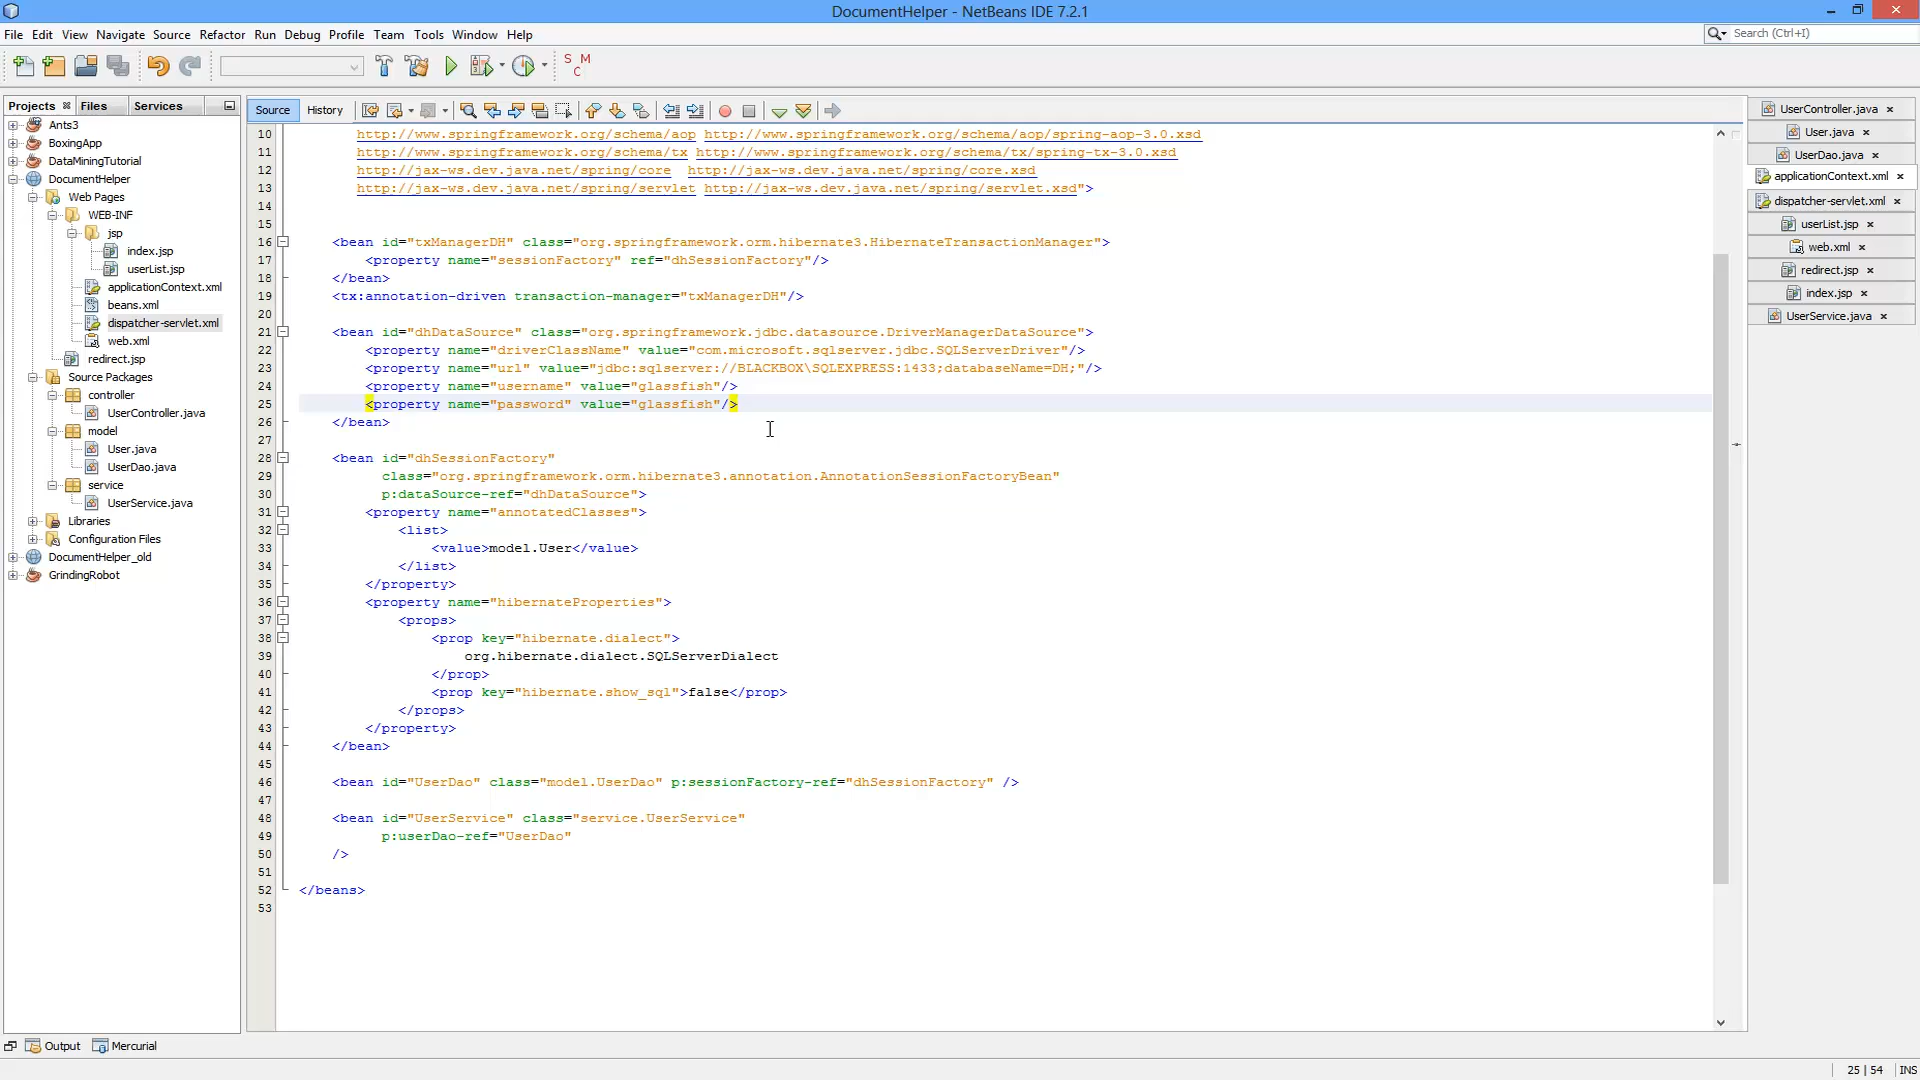 DocumentHelper - NetBeans IDE 7.2.1
File Edit View Navigate Source Refactor Run Debug Profile Team Tools Window Help
Search (Ctrl+I)
S M C
Projects Files Services
Ants3
BoxingApp
DataMiningTutorial
DocumentHelper
Web Pages
WEB-INF
jsp
index.jsp
userList.jsp
applicationContext.xml
beans.xml
dispatcher-servlet.xml
web.xml
redirect.jsp
Source Packages
controller
UserController.java
model
User.java
UserDao.java
service
UserService.java
Libraries
Configuration Files
DocumentHelper_old
GrindingRobot
Source History
10 http://www.springframework.org/schema/aop http://www.springframework.org/schema/aop/spring-aop-3.0.xsd
11 http://www.springframework.org/schema/tx http://www.springframework.org/schema/tx/spring-tx-3.0.xsd
12 http://jax-ws.dev.java.net/spring/core http://jax-ws.dev.java.net/spring/core.xsd
13 http://jax-ws.dev.java.net/spring/servlet http://jax-ws.dev.java.net/spring/servlet.xsd">
14
15
16 <bean id="txManagerDH" class="org.springframework.orm.hibernate3.HibernateTransactionManager">
17 <property name="sessionFactory" ref="dhSessionFactory"/>
18 </bean>
19 <tx:annotation-driven transaction-manager="txManagerDH"/>
20
21 <bean id="dhDataSource" class="org.springframework.jdbc.datasource.DriverManagerDataSource">
22 <property name="driverClassName" value="com.microsoft.sqlserver.jdbc.SQLServerDriver"/>
23 <property name="url" value="jdbc:sqlserver://BLACKBOX\SQLEXPRESS:1433;databaseName=DH;"/>
24 <property name="username" value="glassfish"/>
25 <property name="password" value="glassfish"/>
26 </bean>
27
28 <bean id="dhSessionFactory"
29 class="org.springframework.orm.hibernate3.annotation.AnnotationSessionFactoryBean"
30 p:dataSource-ref="dhDataSource">
31 <property name="annotatedClasses">
32 <list>
33 <value>model.User</value>
34 </list>
35 </property>
36 <property name="hibernateProperties">
37 <props>
38 <prop key="hibernate.dialect">
39 org.hibernate.dialect.SQLServerDialect
40 </prop>
41 <prop key="hibernate.show_sql">false</prop>
42 </props>
43 </property>
44 </bean>
45
46 <bean id="UserDao" class="model.UserDao" p:sessionFactory-ref="dhSessionFactory" />
47
48 <bean id="UserService" class="service.UserService"
49 p:userDao-ref="UserDao"
50 />
51
52 </beans>
53
UserController.java
User.java
UserDao.java
applicationContext.xml
dispatcher-servlet.xml
userList.jsp
web.xml
redirect.jsp
index.jsp
UserService.java
Output Mercurial
25 | 54 INS